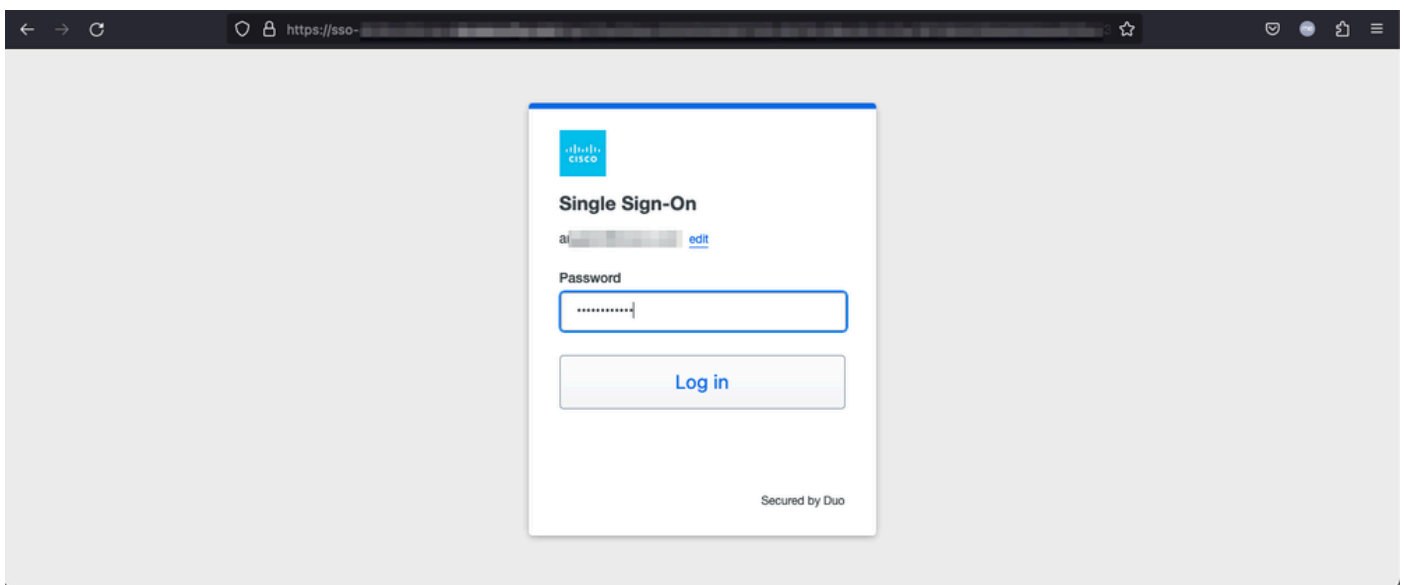 https://sso-
CISCO
Single Sign-On
edit
Password
Log in
Secured by Duo